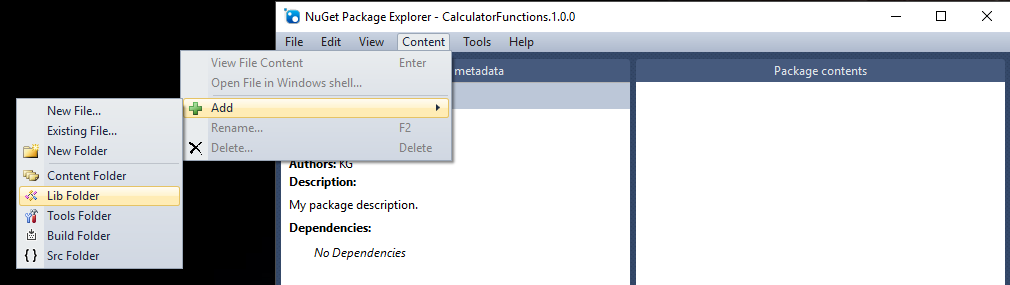 NuGet Package Explorer - CalculatorFunctions.1.0.0
File Edit View Content Tools Help
View File Content Enter
Open File in Windows shell...
Add
Rename... F2
Delete... Delete
New File...
Existing File...
New Folder
Content Folder
Lib Folder
Tools Folder
Build Folder
Src Folder
metadata
Authors: KG
Description:
My package description.
Dependencies:
No Dependencies
Package contents